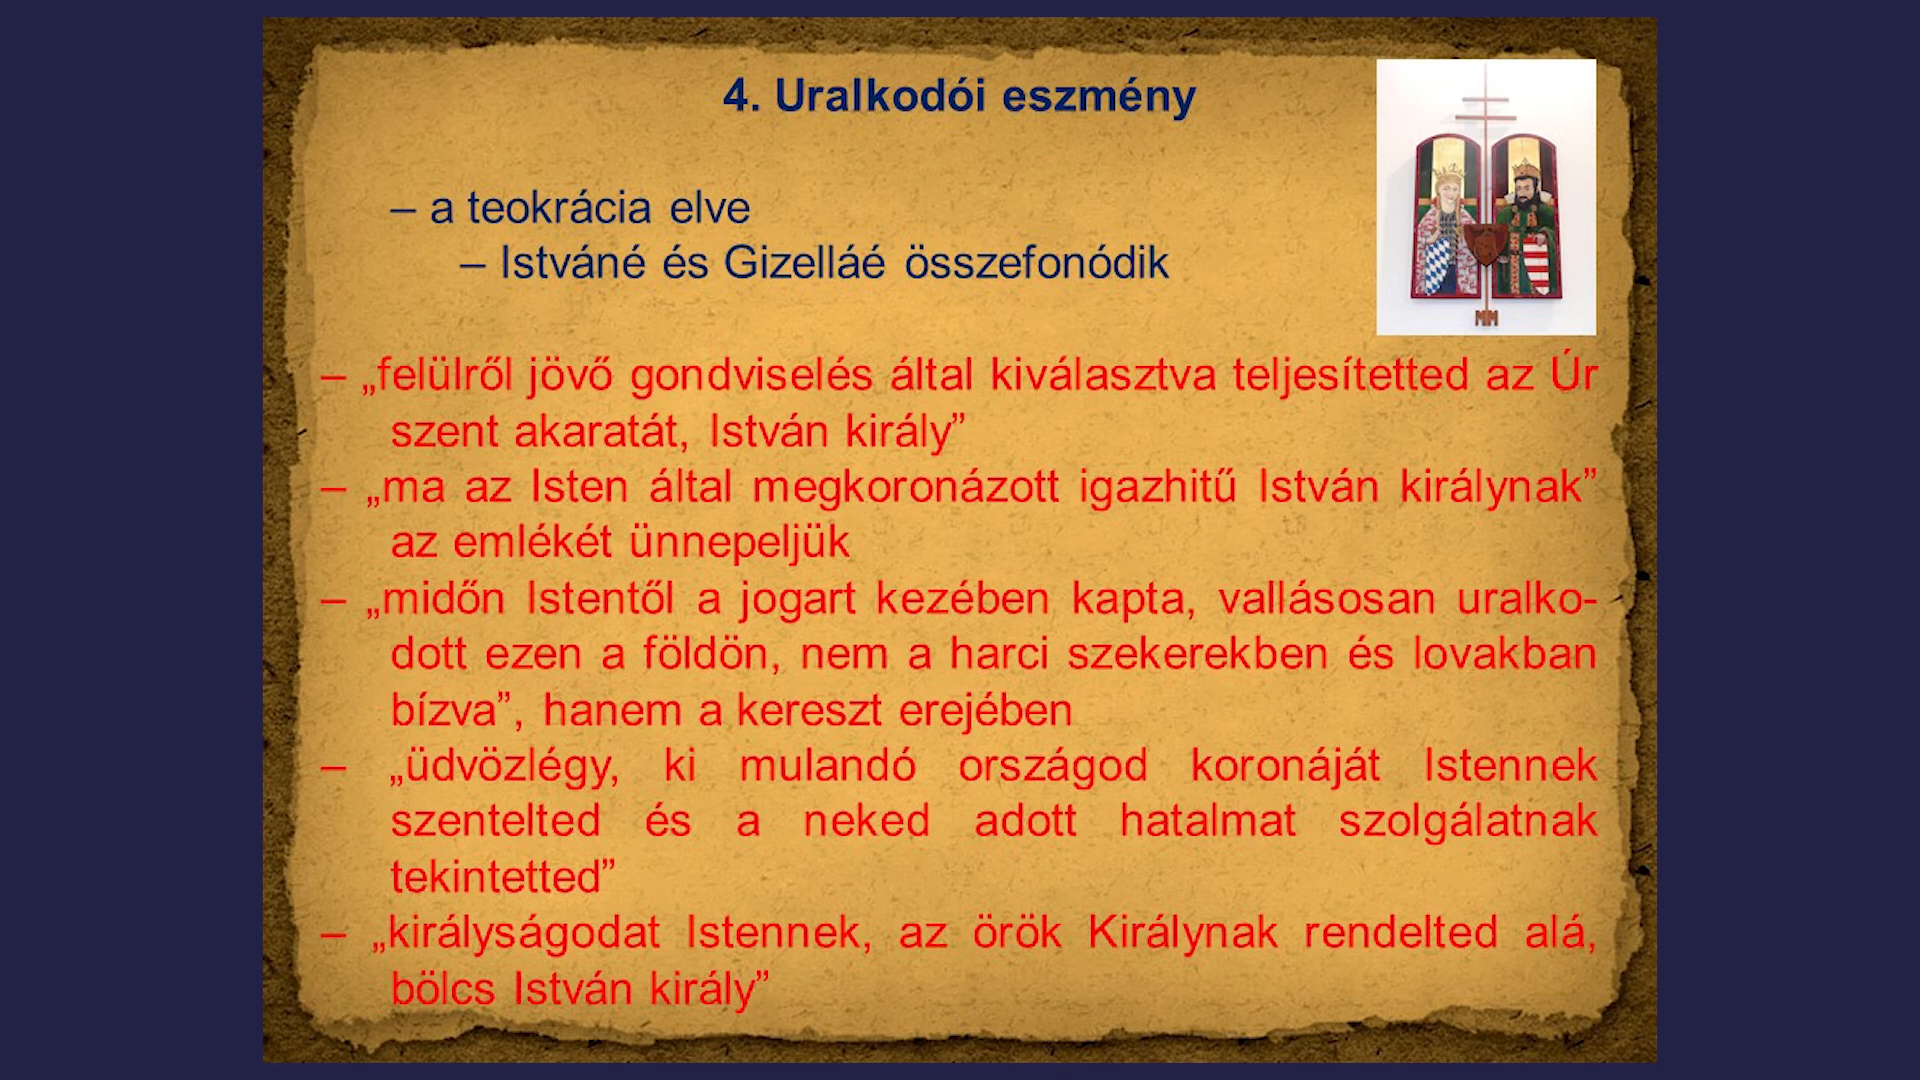 4. Uralkodói eszmény
– a teokrácia elve
– Istváné és Gizelláé összefonódik
– „felülről jövő gondviselés által kiválasztva teljesítetted az Úr
szent akaratát, István király”
– „ma az Isten által megkoronázott igazhitű István királynak”
az emlékét ünnepeljük
– „midőn Istentől a jogart kezében kapta, vallásosan uralko-
dott ezen a földön, nem a harci szekerekben és lovakban
bízva”, hanem a kereszt erejében
– „üdvözlégy, ki mulandó országod koronáját Istennek
szentelted és a neked adott hatalmat szolgálatnak
tekintetted”
– „királyságodat Istennek, az örök Királynak rendelted alá,
bölcs István király”
MM